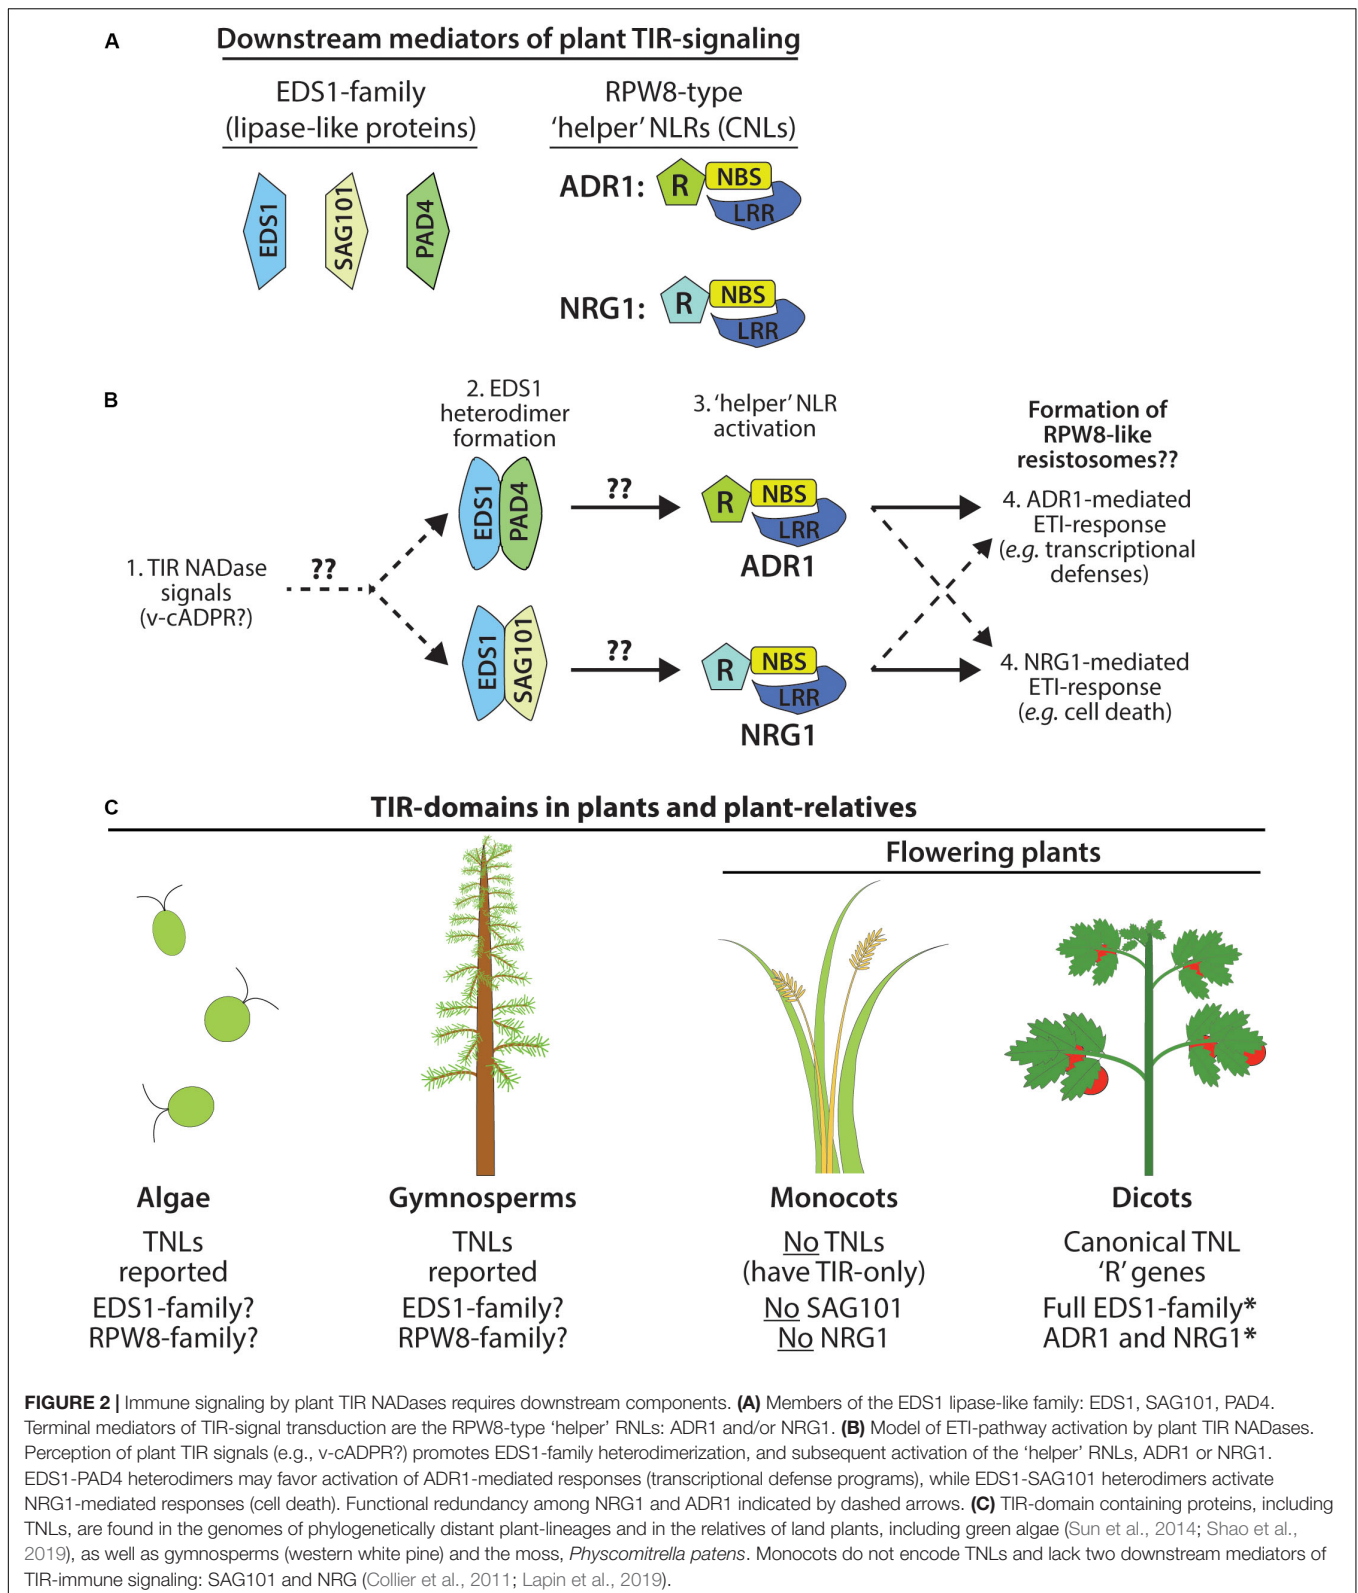 A
Downstream mediators of plant TIR-signaling
EDS1-family
(lipase-like proteins)
RPW8-type
'helper' NLRs (CNLs)
EDS1
SAG101
PAD4
ADR1:
R
NBS
LRR
NRG1:
R
NBS
LRR
B
1. TIR NADase
signals
(v-cADPR?)
??
2. EDS1
heterodimer
formation
EDS1
PAD4
EDS1
SAG101
??
??
3. 'helper' NLR
activation
R
NBS
LRR
ADR1
R
NBS
LRR
NRG1
Formation of
RPW8-like
resistosomes??
4. ADR1-mediated
ETI-response
(e.g. transcriptional
defenses)
4. NRG1-mediated
ETI-response
(e.g. cell death)
C
TIR-domains in plants and plant-relatives
Flowering plants
Algae
TNLs
reported
EDS1-family?
RPW8-family?
Gymnosperms
TNLs
reported
EDS1-family?
RPW8-family?
Monocots
No TNLs
(have TIR-only)
No SAG101
No NRG1
Dicots
Canonical TNL
'R' genes
Full EDS1-family*
ADR1 and NRG1*
FIGURE 2 | Immune signaling by plant TIR NADases requires downstream components. (A) Members of the EDS1 lipase-like family: EDS1, SAG101, PAD4.
Terminal mediators of TIR-signal transduction are the RPW8-type 'helper' RNLs: ADR1 and/or NRG1. (B) Model of ETI-pathway activation by plant TIR NADases.
Perception of plant TIR signals (e.g., v-cADPR?) promotes EDS1-family heterodimerization, and subsequent activation of the 'helper' RNLs, ADR1 or NRG1.
EDS1-PAD4 heterodimers may favor activation of ADR1-mediated responses (transcriptional defense programs), while EDS1-SAG101 heterodimers activate
NRG1-mediated responses (cell death). Functional redundancy among NRG1 and ADR1 indicated by dashed arrows. (C) TIR-domain containing proteins, including
TNLs, are found in the genomes of phylogenetically distant plant-lineages and in the relatives of land plants, including green algae (Sun et al., 2014; Shao et al.,
2019), as well as gymnosperms (western white pine) and the moss, Physcomitrella patens. Monocots do not encode TNLs and lack two downstream mediators of
TIR-immune signaling: SAG101 and NRG (Collier et al., 2011; Lapin et al., 2019).